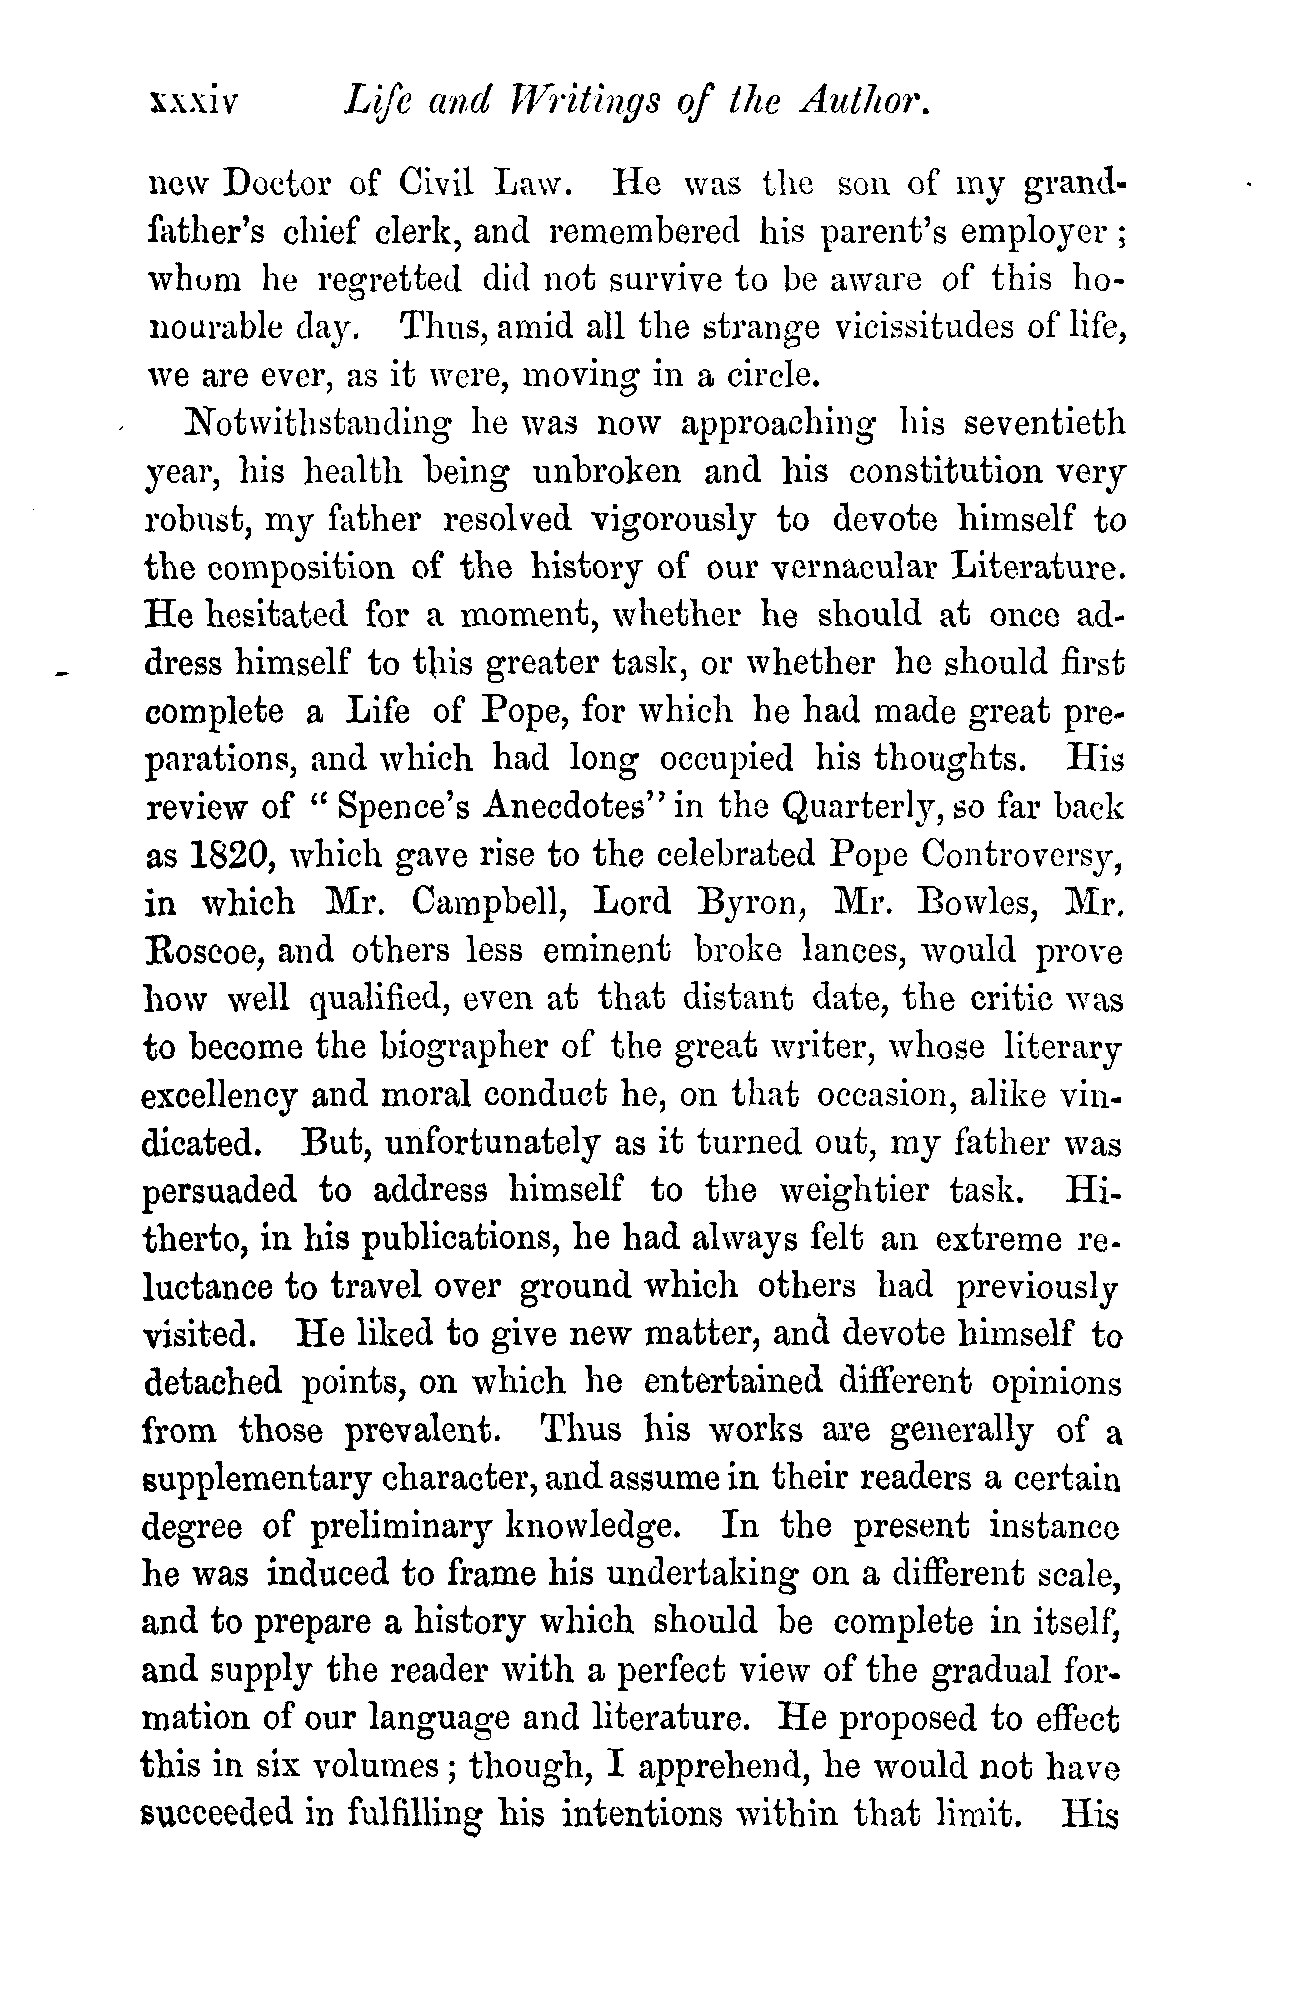 xxxiv Life and Writings of the Author.
new Doctor of Civil Law. He was the son of my grand-
father's chief clerk, and remembered his parent's employer ;
whom he regretted did not survive to be aware of this ho-
nourable day. Thus, amid all the strange vicissitudes of life,
we are ever, as it were, moving in a circle.
Notwithstanding he was now approaching his seventieth
year, his health being unbroken and his constitution very
robust, my father resolved vigorously to devote himself to
the composition of the history of our vernacular Literature.
He hesitated for a moment, whether he should at once ad-
dress himself to this greater task, or whether he should first
complete a Life of Pope, for which he had made great pre-
parations, and which had long occupied his thoughts. His
review of “ Spence's Anecdotes” in the Quarterly, so far back
as 1820, which gave rise to the celebrated Pope Controversy,
in which Mr. Campbell, Lord Byron, Mr. Bowles, Mr.
Roscoe, and others less eminent broke lances, would prove
how well qualified, even at that distant date, the critic was
to become the biographer of the great writer, whose literary
excellency and moral conduct he, on that occasion, alike vin-
dicated. But, unfortunately as it turned out, my father was
persuaded to address himself to the weightier task. Hi-
therto, in his publications, he had always felt an extreme re-
luctance to travel over ground which others had previously
visited. He liked to give new matter, and devote himself to
detached points, on which he entertained different opinions
from those prevalent. Thus his works are generally of a
supplementary character, and assume in their readers a certain
degree of preliminary knowledge. In the present instance
he was induced to frame his undertaking on a different scale,
and to prepare a history which should be complete in itself,
and supply the reader with a perfect view of the gradual for-
mation of our language and literature. He proposed to effect
this in six volumes ; though, I apprehend, he would not have
succeeded in fulfilling his intentions within that limit. His